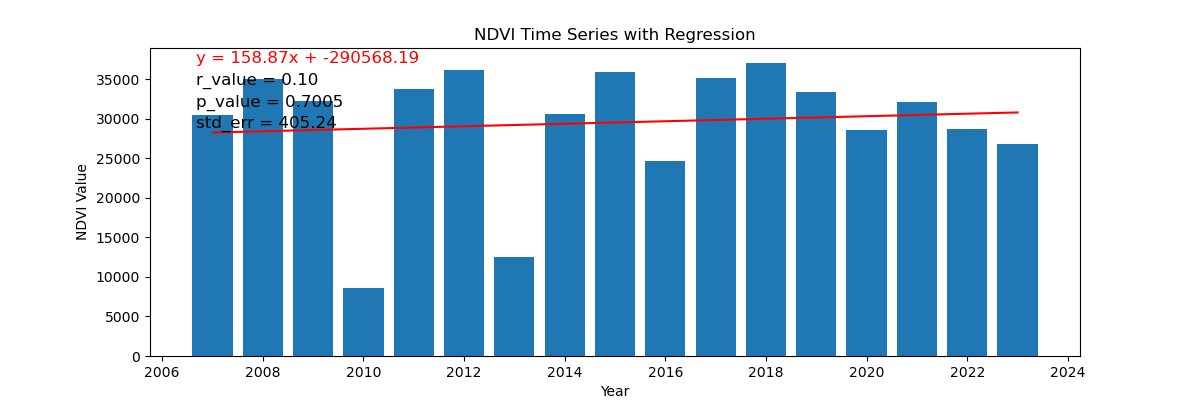 NDVI Time Series with Regression
y = 158.87x + -290568.19
r_value = 0.10
p_value = 0.7005
std_err = 405.24
NDVI Value
35000
30000
25000
20000
15000
10000
5000
0
2006 2008 2010 2012 2014 2016 2018 2020 2022 2024
Year